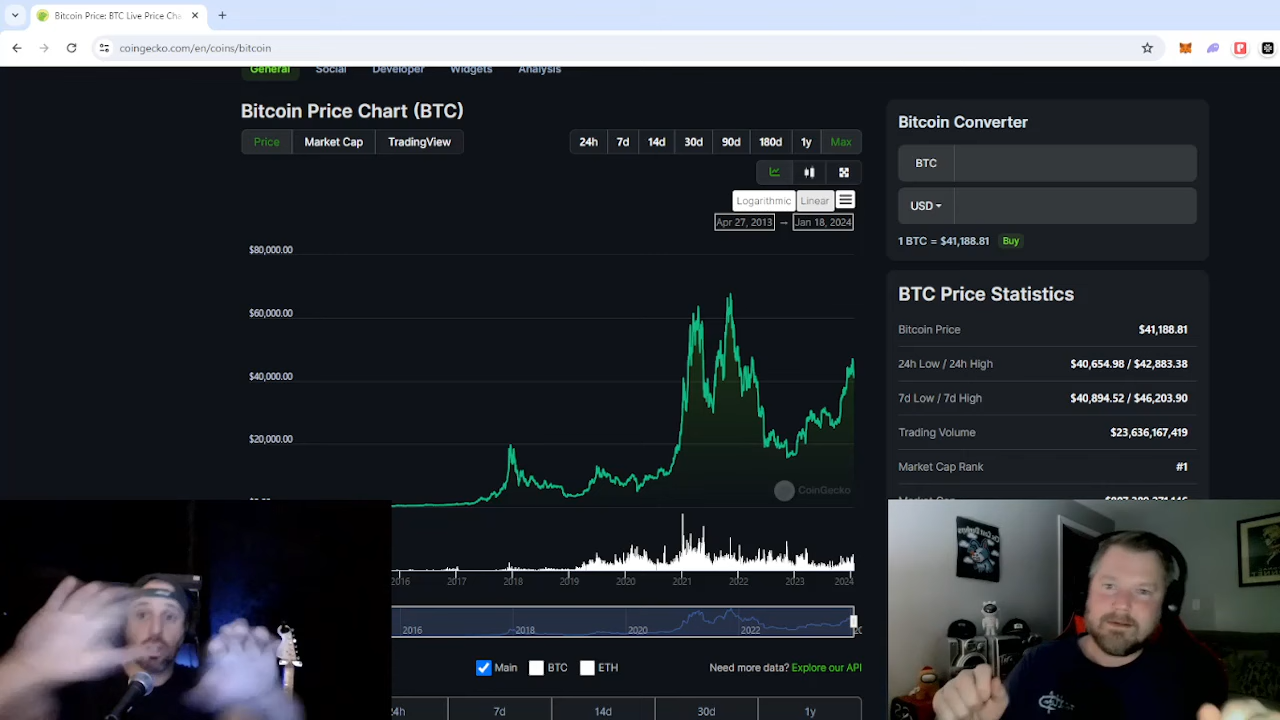 Bitcoin Price: BTC Live Price Cha
coingecko.com/en/coins/bitcoin
General Social Developer Widgets Analysis
Bitcoin Price Chart (BTC)
Price Market Cap TradingView
24h 7d 14d 30d 90d 180d 1y Max
Logarithmic Linear
Apr 27, 2013 → Jan 18, 2024
$80,000.00
$60,000.00
$40,000.00
$20,000.00
CoinGecko
2016 2017 2018 2019 2020 2021 2022 2023 2024
2016 2018 2020 2022
Main BTC ETH
Need more data? Explore our API
7d 14d 30d 1y
Bitcoin Converter
BTC
USD
1 BTC = $41,188.81 Buy
BTC Price Statistics
Bitcoin Price $41,188.81
24h Low / 24h High $40,654.98 / $42,883.38
7d Low / 7d High $40,894.52 / $46,203.90
Trading Volume $23,636,167,419
Market Cap Rank #1